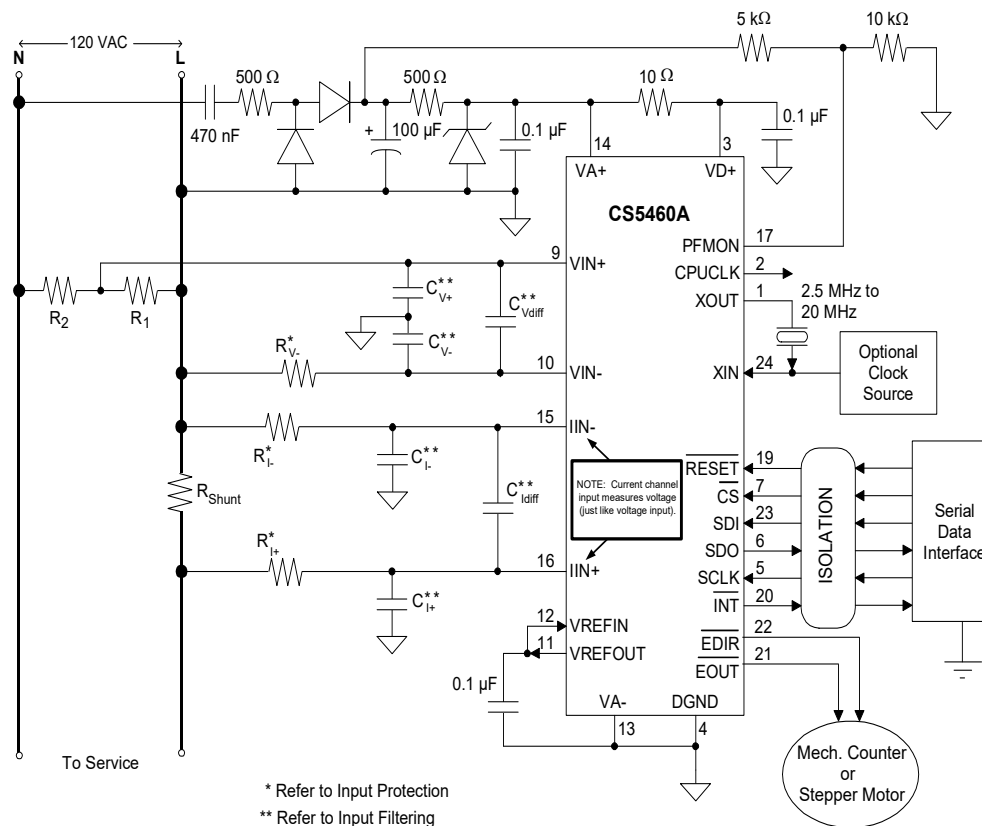 120 VAC
N
L
5 kΩ
10 kΩ
500 Ω
500 Ω
10 Ω
470 nF
+
100 µF
0.1 µF
0.1 µF
14
3
VA+
VD+
CS5460A
9
VIN+
PFMON
17
CPUCLK
2
XOUT
1
2.5 MHz to
20 MHz
R2
R1
C**V+
C**Vdiff
C**V-
R*V-
10
VIN-
XIN
24
Optional
Clock
Source
15
IIN-
R*I-
C**I-
RShunt
C**Idiff
NOTE: Current channel
input measures voltage
(just like voltage input).
RESET
19
CS
7
SDI
23
SDO
6
SCLK
5
INT
20
ISOLATION
Serial
Data
Interface
R*I+
16
IIN+
C**I+
12
VREFIN
11
VREFOUT
EDIR
22
EOUT
21
0.1 µF
VA-
DGND
13
4
Mech. Counter
or
Stepper Motor
To Service
* Refer to Input Protection
** Refer to Input Filtering